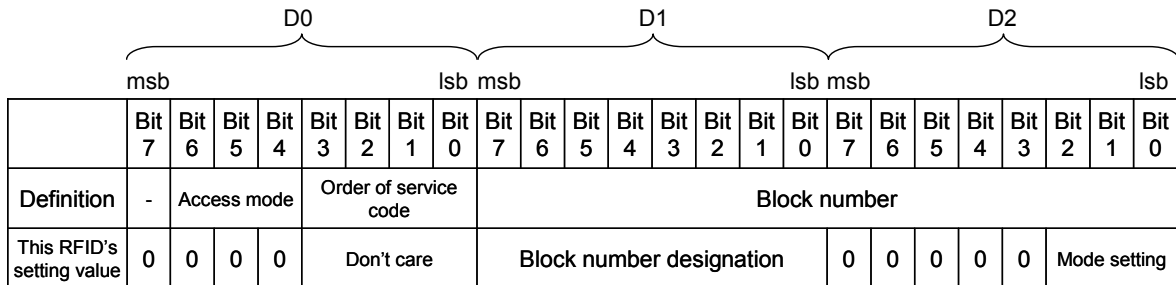 D0 D1 D2
msb lsb msb lsb msb lsb
Bit 7 Bit 6 Bit 5 Bit 4 Bit 3 Bit 2 Bit 1 Bit 0 Bit 7 Bit 6 Bit 5 Bit 4 Bit 3 Bit 2 Bit 1 Bit 0 Bit 7 Bit 6 Bit 5 Bit 4 Bit 3 Bit 2 Bit 1 Bit 0
Definition - Access mode Order of service code Block number
This RFID's setting value 0 0 0 0 Don't care Block number designation 0 0 0 0 0 Mode setting